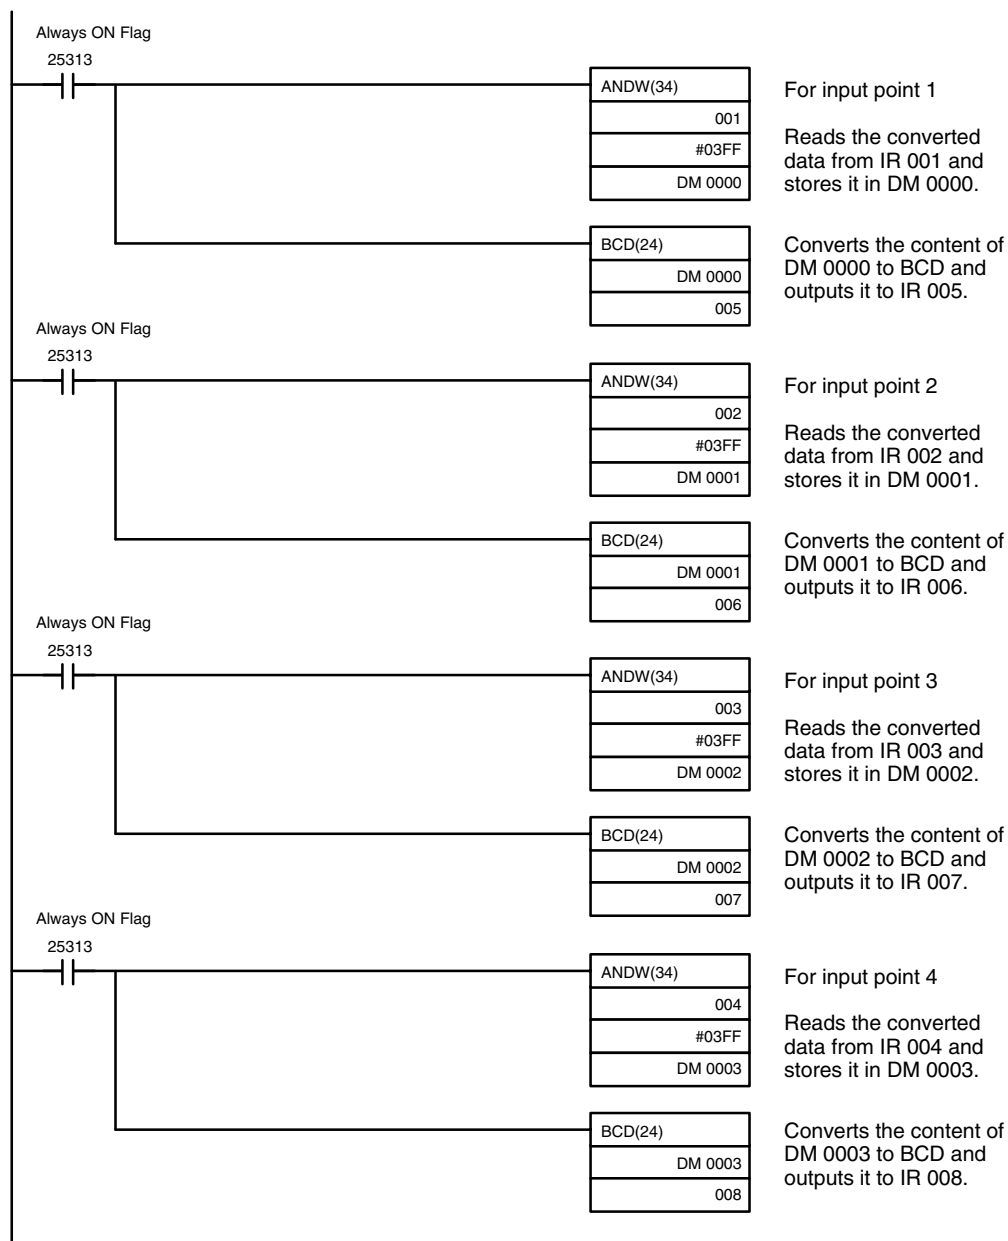 Always ON Flag
25313
ANDW(34)
001
#03FF
DM 0000
For input point 1
Reads the converted
data from IR 001 and
stores it in DM 0000.
BCD(24)
DM 0000
005
Converts the content of
DM 0000 to BCD and
outputs it to IR 005.
Always ON Flag
25313
ANDW(34)
002
#03FF
DM 0001
For input point 2
Reads the converted
data from IR 002 and
stores it in DM 0001.
BCD(24)
DM 0001
006
Converts the content of
DM 0001 to BCD and
outputs it to IR 006.
Always ON Flag
25313
ANDW(34)
003
#03FF
DM 0002
For input point 3
Reads the converted
data from IR 003 and
stores it in DM 0002.
BCD(24)
DM 0002
007
Converts the content of
DM 0002 to BCD and
outputs it to IR 007.
Always ON Flag
25313
ANDW(34)
004
#03FF
DM 0003
For input point 4
Reads the converted
data from IR 004 and
stores it in DM 0003.
BCD(24)
DM 0003
008
Converts the content of
DM 0003 to BCD and
outputs it to IR 008.